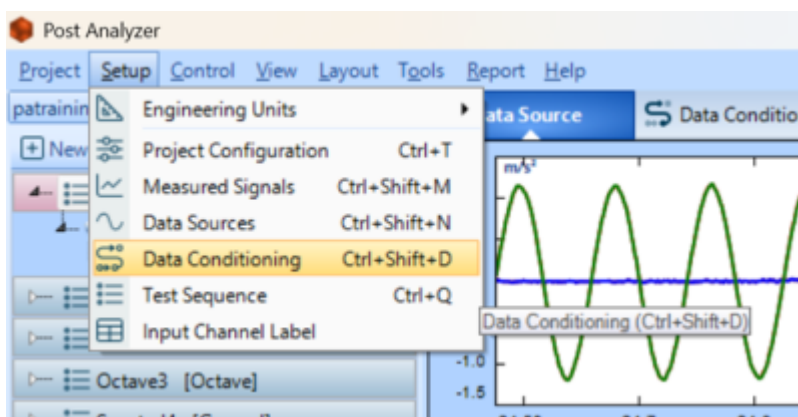 Post Analyzer
Project Setup Control View Layout Tools Report Help
patrainin
Engineering Units
ata Source
Data Conditio
New
Project Configuration Ctrl+T
m/s²
Measured Signals Ctrl+Shift+M
Data Sources Ctrl+Shift+N
Data Conditioning Ctrl+Shift+D
Test Sequence Ctrl+Q
Data Conditioning (Ctrl+Shift+D)
Input Channel Label
-1.0
Octave3 [Octave]
-1.5